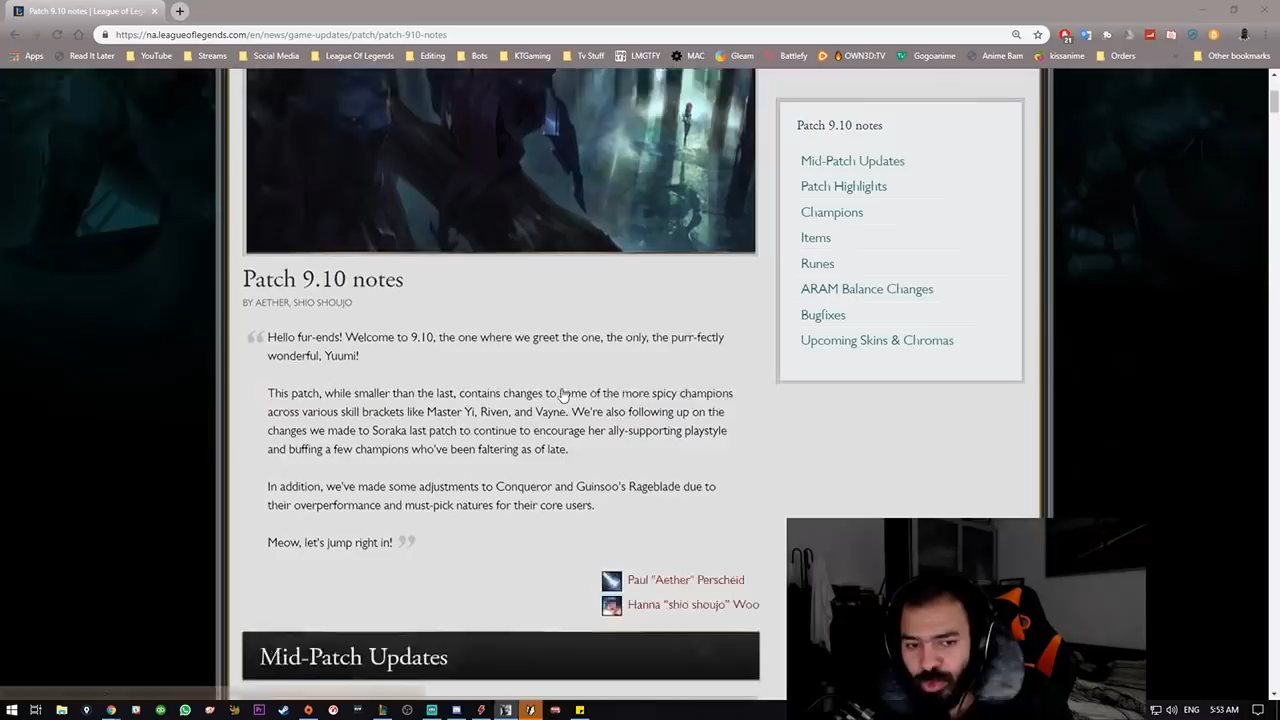 Patch 9.10 notes | League of Leg
https://na.leagueoflegends.com/en/news/game-updates/patch/patch-910-notes
21
Apps Read It Later YouTube Streams Social Media League Of Legends Editing Bots KTGaming Tv Stuff LMGTFY MAC Gleam Battlefy OWN3D:TV Gogoanime Anime Bam kissanime Orders Other bookmarks
Patch 9.10 notes
Mid-Patch Updates
Patch Highlights
Champions
Items
Runes
ARAM Balance Changes
Bugfixes
Upcoming Skins & Chromas
Patch 9.10 notes
BY AETHER, SHIO SHOUJO
Hello fur-ends! Welcome to 9.10, the one where we greet the one, the only, the purr-fectly
wonderful, Yuumi!
This patch, while smaller than the last, contains changes to some of the more spicy champions
across various skill brackets like Master Yi, Riven, and Vayne. We're also following up on the
changes we made to Soraka last patch to continue to encourage her ally-supporting playstyle
and buffing a few champions who've been faltering as of late.
In addition, we've made some adjustments to Conqueror and Guinsoo's Rageblade due to
their overperformance and must-pick natures for their core users.
Meow, let's jump right in!
Paul "Aether" Perscheid
Hanna "shio shoujo" Woo
Mid-Patch Updates
ENG 5:53 AM